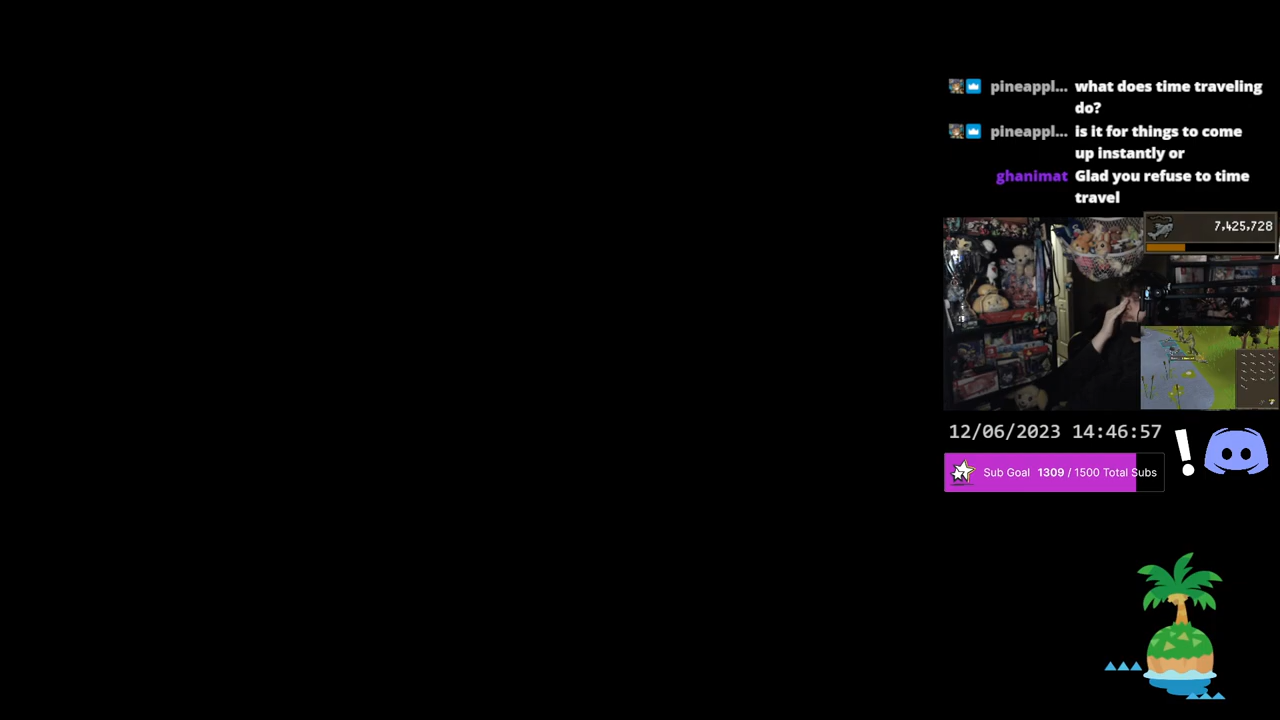 pineappl... what does time traveling
do?
pineappl... is it for things to come
up instantly or
ghanimat Glad you refuse to time
travel
7,425,728
12/06/2023 14:46:57
Sub Goal 1309 / 1500 Total Subs
!